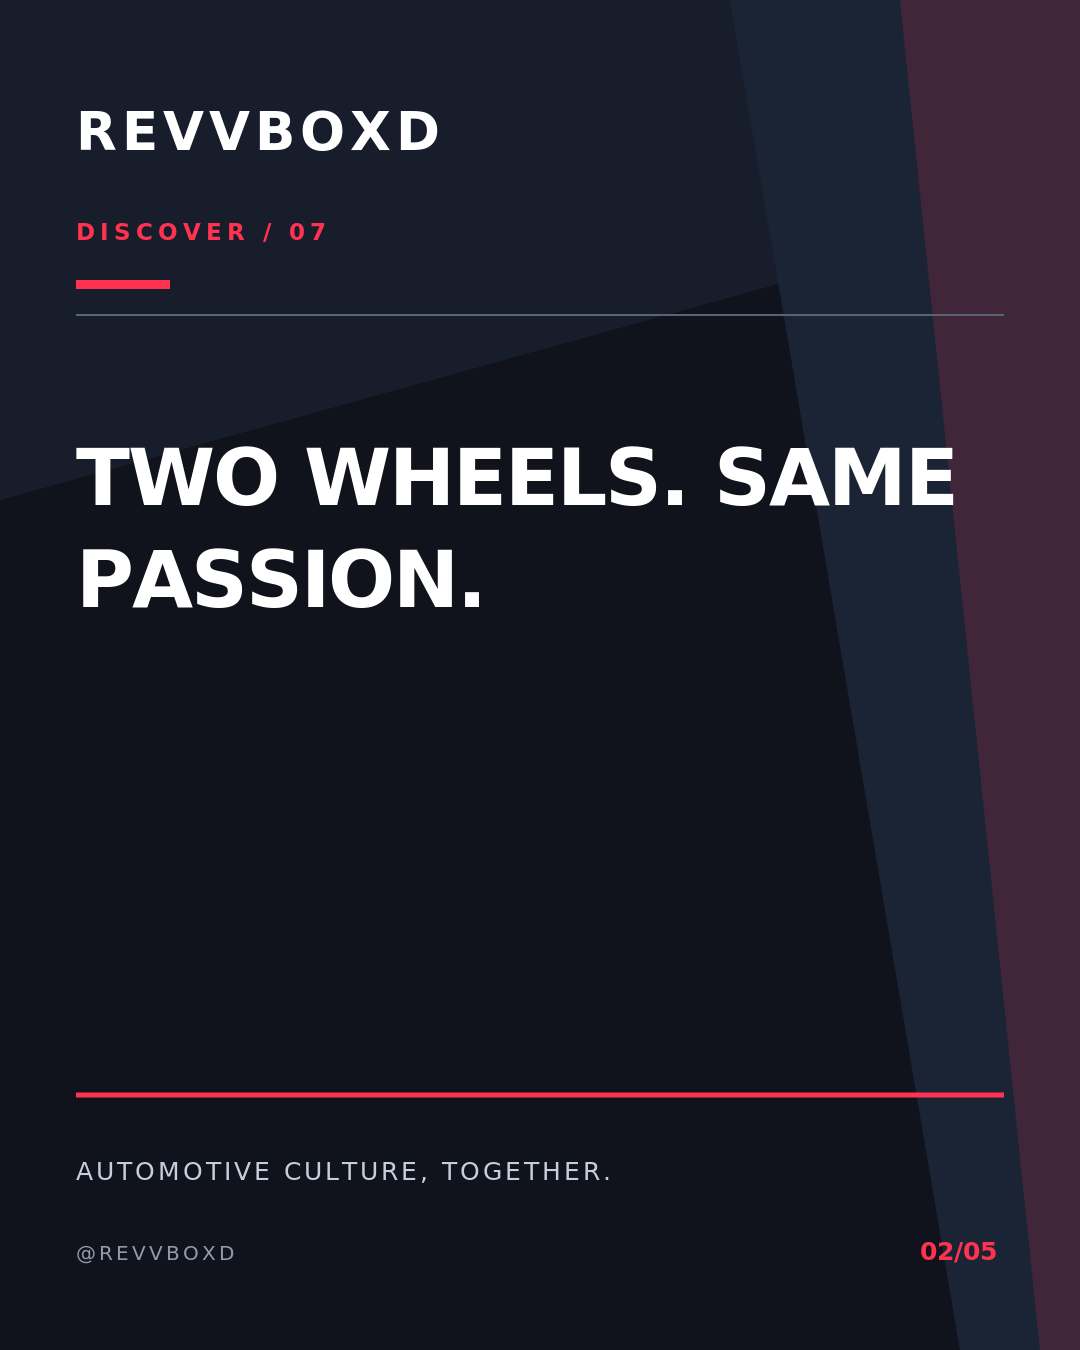 REVVBOXD
DISCOVER / 07
TWO WHEELS. SAME
PASSION.
AUTOMOTIVE CULTURE, TOGETHER.
@REVVBOXD
02/05